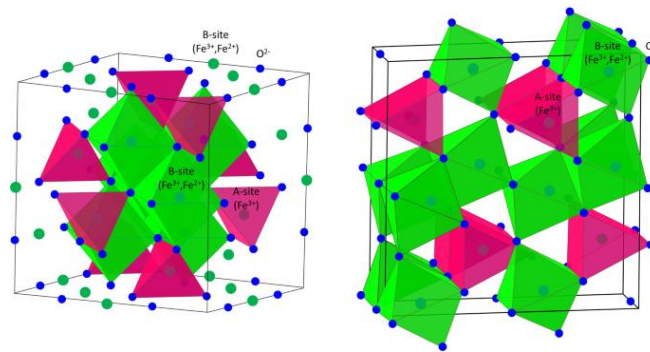 B-site
(Fe³⁺,Fe²⁺)
O²⁻
B-site
(Fe³⁺,Fe²⁺)
A-site
(Fe³⁺)
B-site
(Fe³⁺,Fe²⁺)
O
A-site
(Fe³⁺)